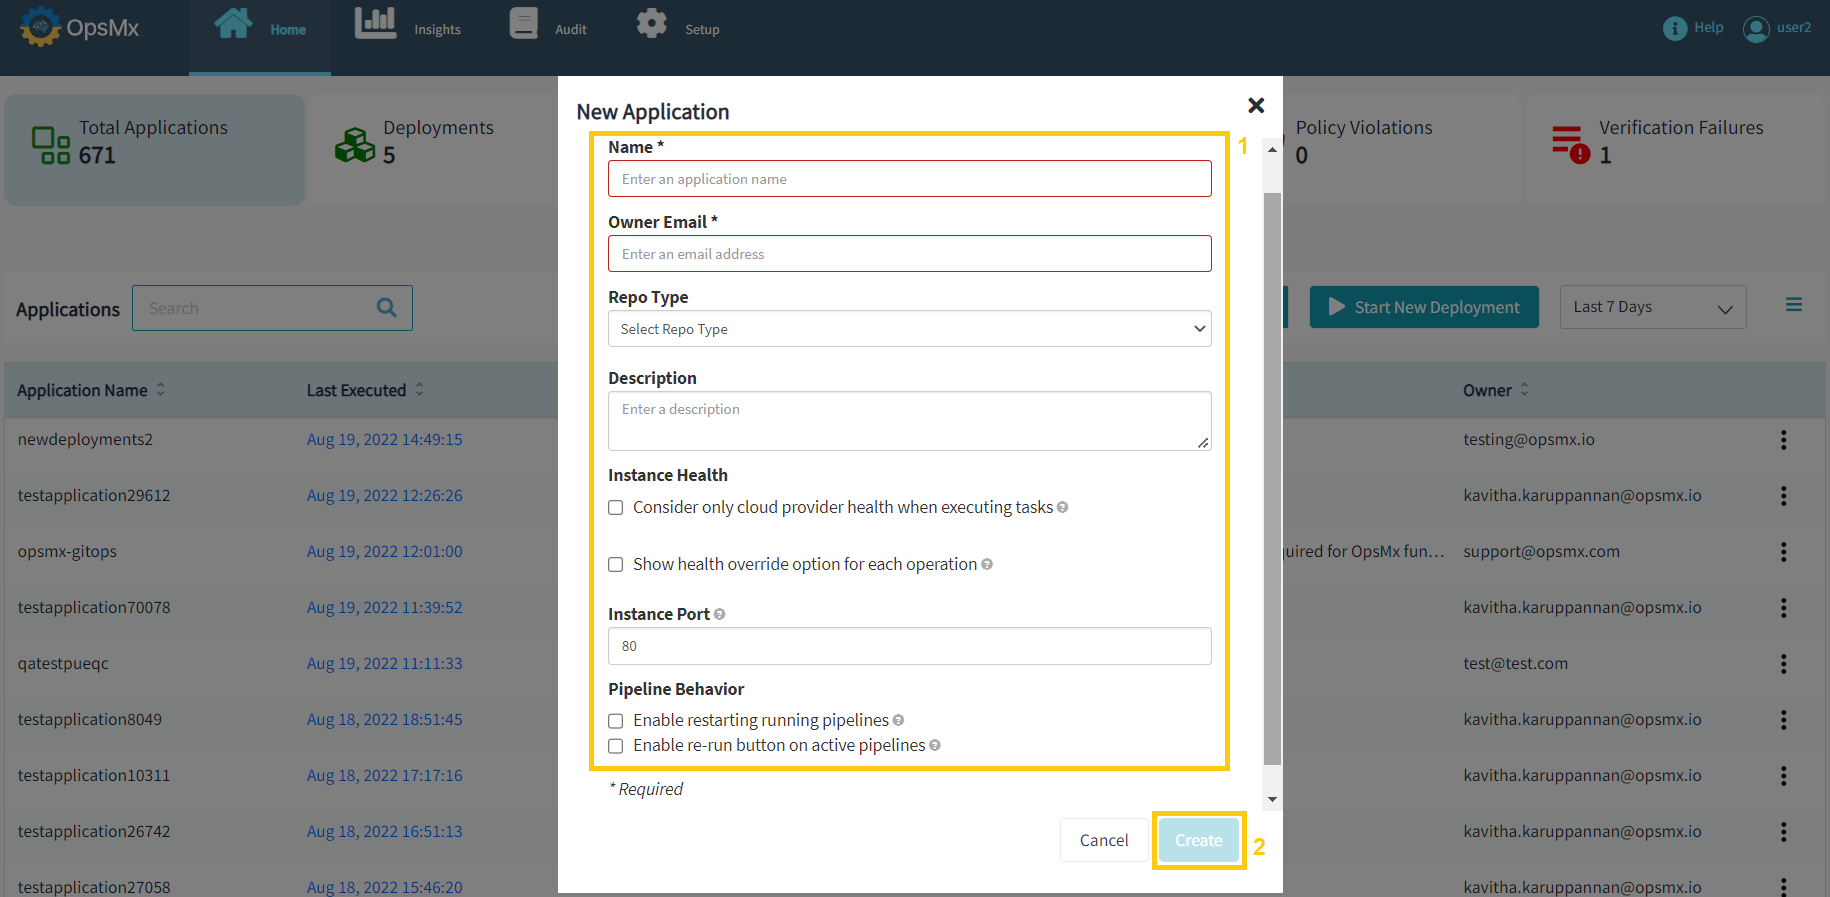 OpsMx
Home
Insights
Audit
Setup
Help
user2
Total Applications
671
Deployments
5
Policy Violations
0
Verification Failures
1
Applications
Search
Start New Deployment
Last 7 Days
Application Name
Last Executed
Owner
newdeployments2
Aug 19, 2022 14:49:15
testing@opsmx.io
testapplication29612
Aug 19, 2022 12:26:26
kavitha.karuppannan@opsmx.io
opsmx-gitops
Aug 19, 2022 12:01:00
for OpsMx fun...
support@opsmx.com
testapplication70078
Aug 19, 2022 11:39:52
kavitha.karuppannan@opsmx.io
qatestpueqc
Aug 19, 2022 11:11:33
test@test.com
testapplication8049
Aug 18, 2022 18:51:45
kavitha.karuppannan@opsmx.io
testapplication10311
Aug 18, 2022 17:17:16
kavitha.karuppannan@opsmx.io
testapplication26742
Aug 18, 2022 16:51:13
kavitha.karuppannan@opsmx.io
testapplication27058
Aug 18, 2022 15:46:20
kavitha.karuppannan@opsmx.io
New Application
1
Name *
Enter an application name
Owner Email *
Enter an email address
Repo Type
Select Repo Type
Description
Enter a description
Instance Health
Consider only cloud provider health when executing tasks
Show health override option for each operation
Instance Port
80
Pipeline Behavior
Enable restarting running pipelines
Enable re-run button on active pipelines
* Required
Cancel
Create
2